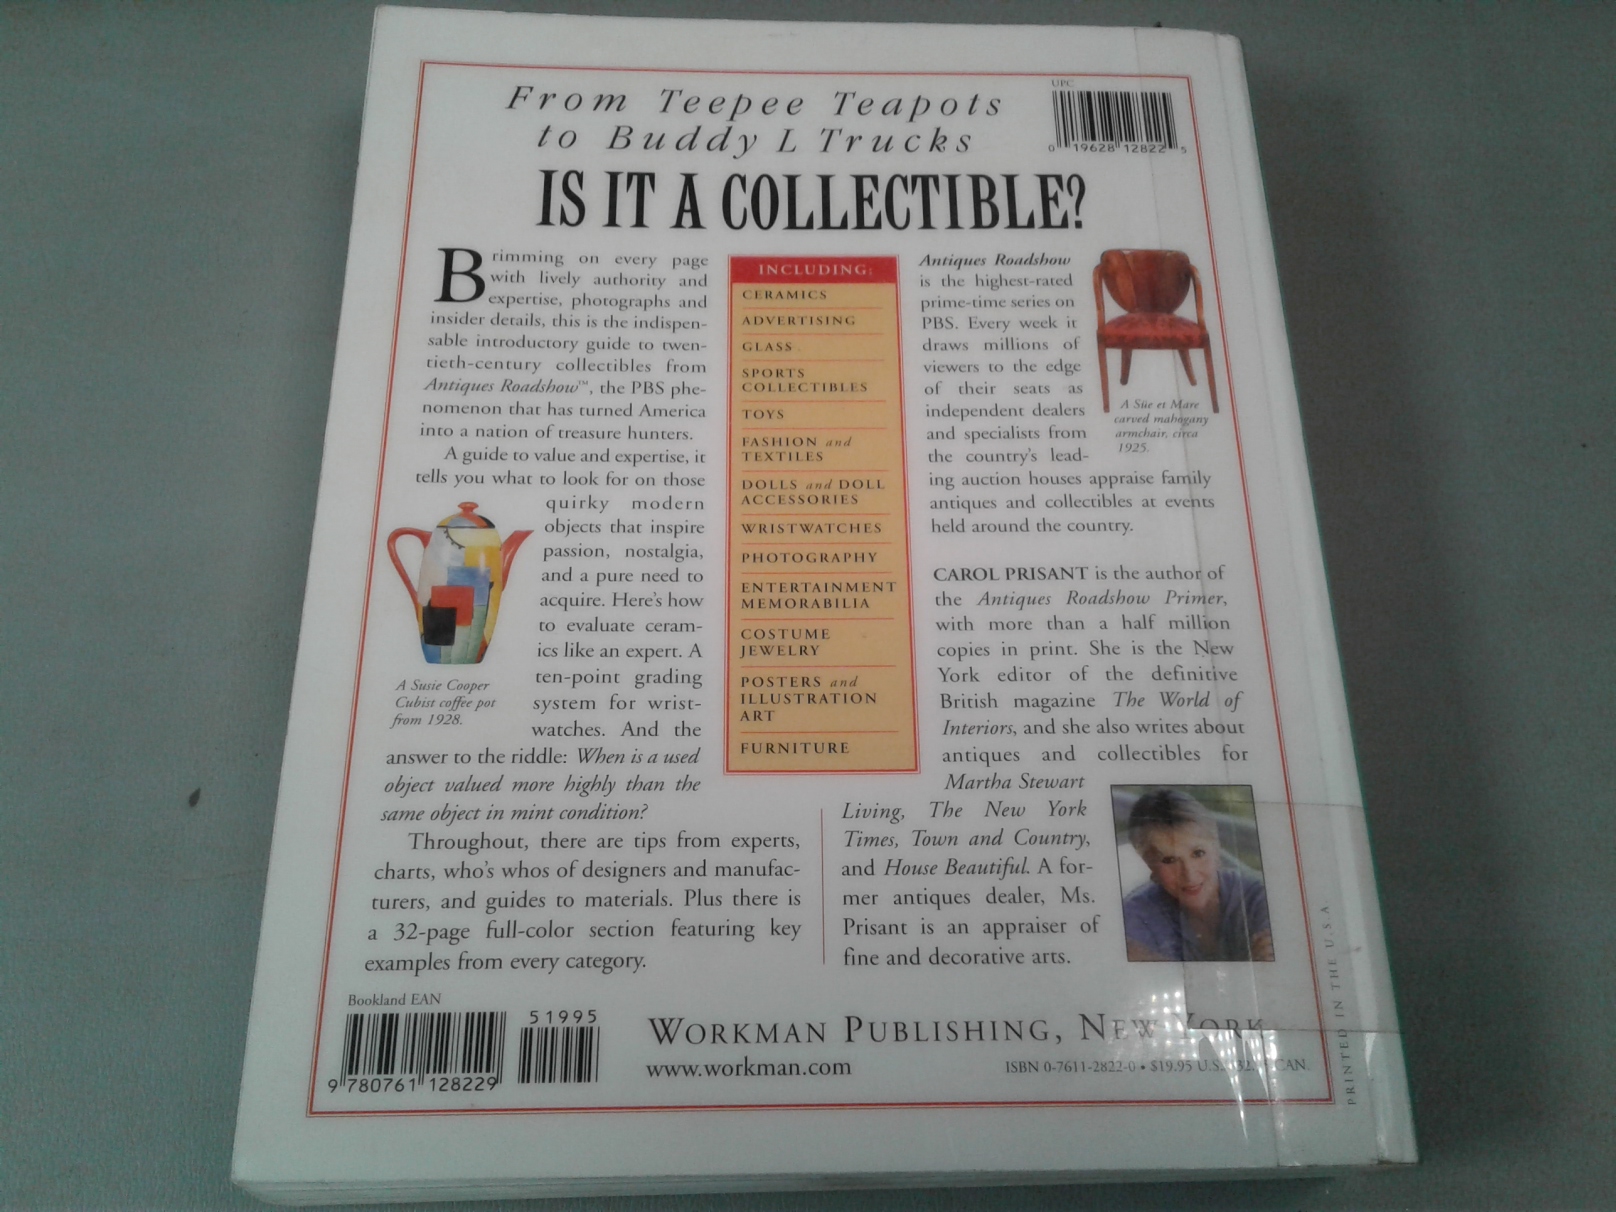 From Teepee Teapots
to Buddy L Trucks
IS IT A COLLECTIBLE?
UPC
0 19628 12822 5
Brimming on every page
with lively authority and
expertise, photographs and
insider details, this is the indispen-
sable introductory guide to twen-
tieth-century collectibles from
Antiques Roadshow™, the PBS phe-
nomenon that has turned America
into a nation of treasure hunters.
A guide to value and expertise, it
tells you what to look for on those
quirky modern
objects that inspire
passion, nostalgia,
and a pure need to
acquire. Here's how
to evaluate ceram-
ics like an expert. A
ten-point grading
system for wrist-
watches. And the
answer to the riddle: When is a used
object valued more highly than the
same object in mint condition?
Throughout, there are tips from experts,
charts, who's whos of designers and manufac-
turers, and guides to materials. Plus there is
a 32-page full-color section featuring key
examples from every category.
A Susie Cooper
Cubist coffee pot
from 1928.
INCLUDING:
CERAMICS
ADVERTISING
GLASS
SPORTS
COLLECTIBLES
TOYS
FASHION and
TEXTILES
DOLLS and DOLL
ACCESSORIES
WRISTWATCHES
PHOTOGRAPHY
ENTERTAINMENT
MEMORABILIA
COSTUME
JEWELRY
POSTERS and
ILLUSTRATION
ART
FURNITURE
Antiques Roadshow
is the highest-rated
prime-time series on
PBS. Every week it
draws millions of
viewers to the edge
of their seats as
independent dealers
and specialists from
the country's lead-
ing auction houses appraise family
antiques and collectibles at events
held around the country.
A Süe et Mare
carved mahogany
armchair, circa
1925.
CAROL PRISANT is the author of
the Antiques Roadshow Primer,
with more than a half million
copies in print. She is the New
York editor of the definitive
British magazine The World of
Interiors, and she also writes about
antiques and collectibles for
Martha Stewart
Living, The New York
Times, Town and Country,
and House Beautiful. A for-
mer antiques dealer, Ms.
Prisant is an appraiser of
fine and decorative arts.
Bookland EAN
51995
9 780761 128229
WORKMAN PUBLISHING, NEW YORK
www.workman.com
ISBN 0-7611-2822-0 • $19.95 U.S. CAN.
PRINTED IN THE U.S.A